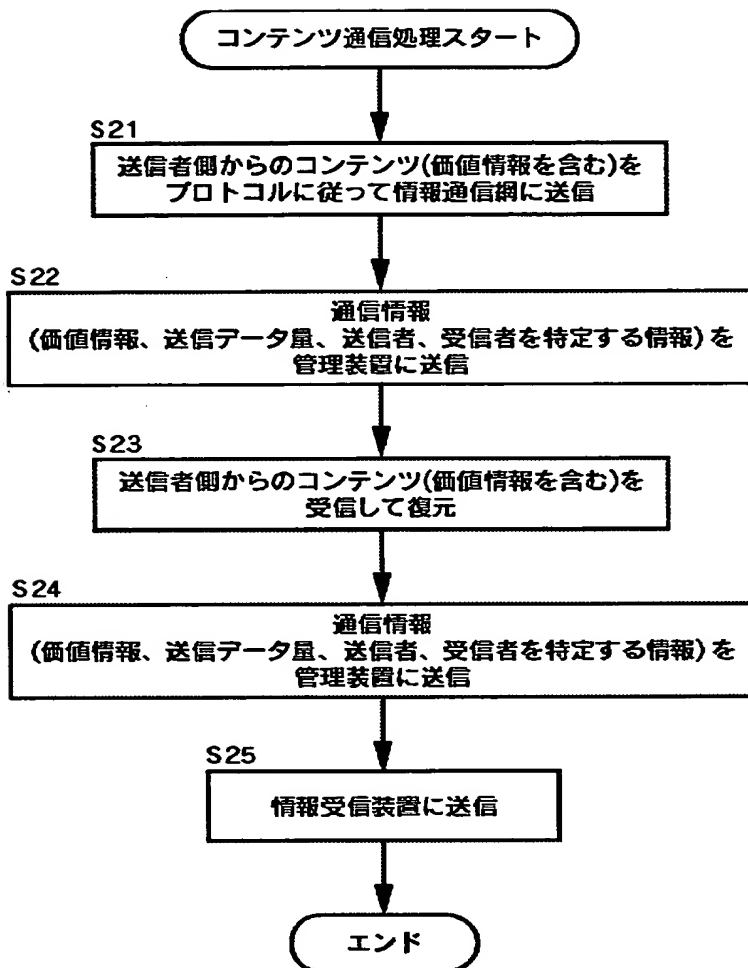 コンテンツ通信処理スタート
S21
送信者側からのコンテンツ(価値情報を含む)を
プロトコルに従って情報通信網に送信
S22
通信情報
(価値情報、送信データ量、送信者、受信者を特定する情報)を
管理装置に送信
S23
送信者側からのコンテンツ(価値情報を含む)を
受信して復元
S24
通信情報
(価値情報、送信データ量、送信者、受信者を特定する情報)を
管理装置に送信
S25
情報受信装置に送信
エンド